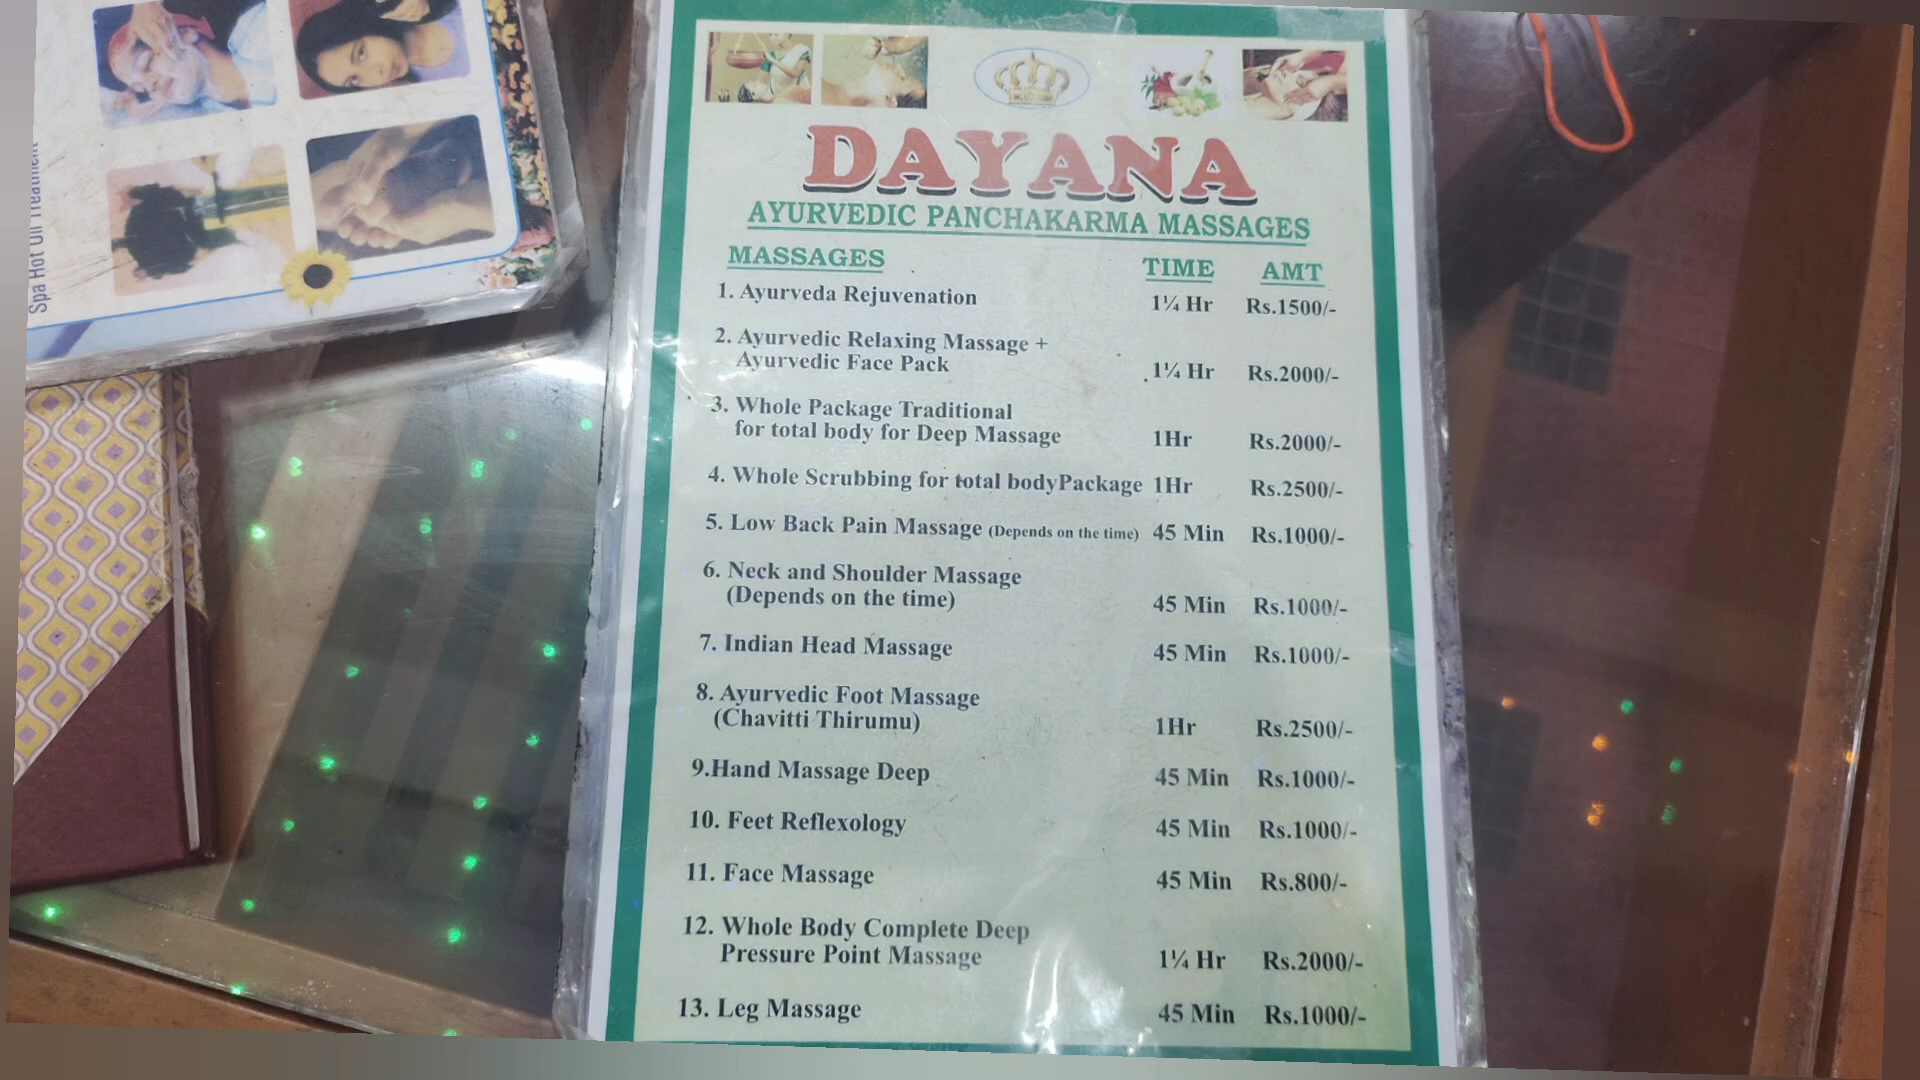 Spa Hot Oil Treatment
DAYANA
AYURVEDIC PANCHAKARMA MASSAGES
MASSAGES TIME AMT
1. Ayurveda Rejuvenation 1¼ Hr Rs.1500/-
2. Ayurvedic Relaxing Massage +
Ayurvedic Face Pack 1¼ Hr Rs.2000/-
3. Whole Package Traditional
for total body for Deep Massage 1Hr Rs.2000/-
4. Whole Scrubbing for total bodyPackage 1Hr Rs.2500/-
5. Low Back Pain Massage (Depends on the time) 45 Min Rs.1000/-
6. Neck and Shoulder Massage
(Depends on the time) 45 Min Rs.1000/-
7. Indian Head Massage 45 Min Rs.1000/-
8. Ayurvedic Foot Massage
(Chavitti Thirumu) 1Hr Rs.2500/-
9.Hand Massage Deep 45 Min Rs.1000/-
10. Feet Reflexology 45 Min Rs.1000/-
11. Face Massage 45 Min Rs.800/-
12. Whole Body Complete Deep
Pressure Point Massage 1¼ Hr Rs.2000/-
13. Leg Massage 45 Min Rs.1000/-